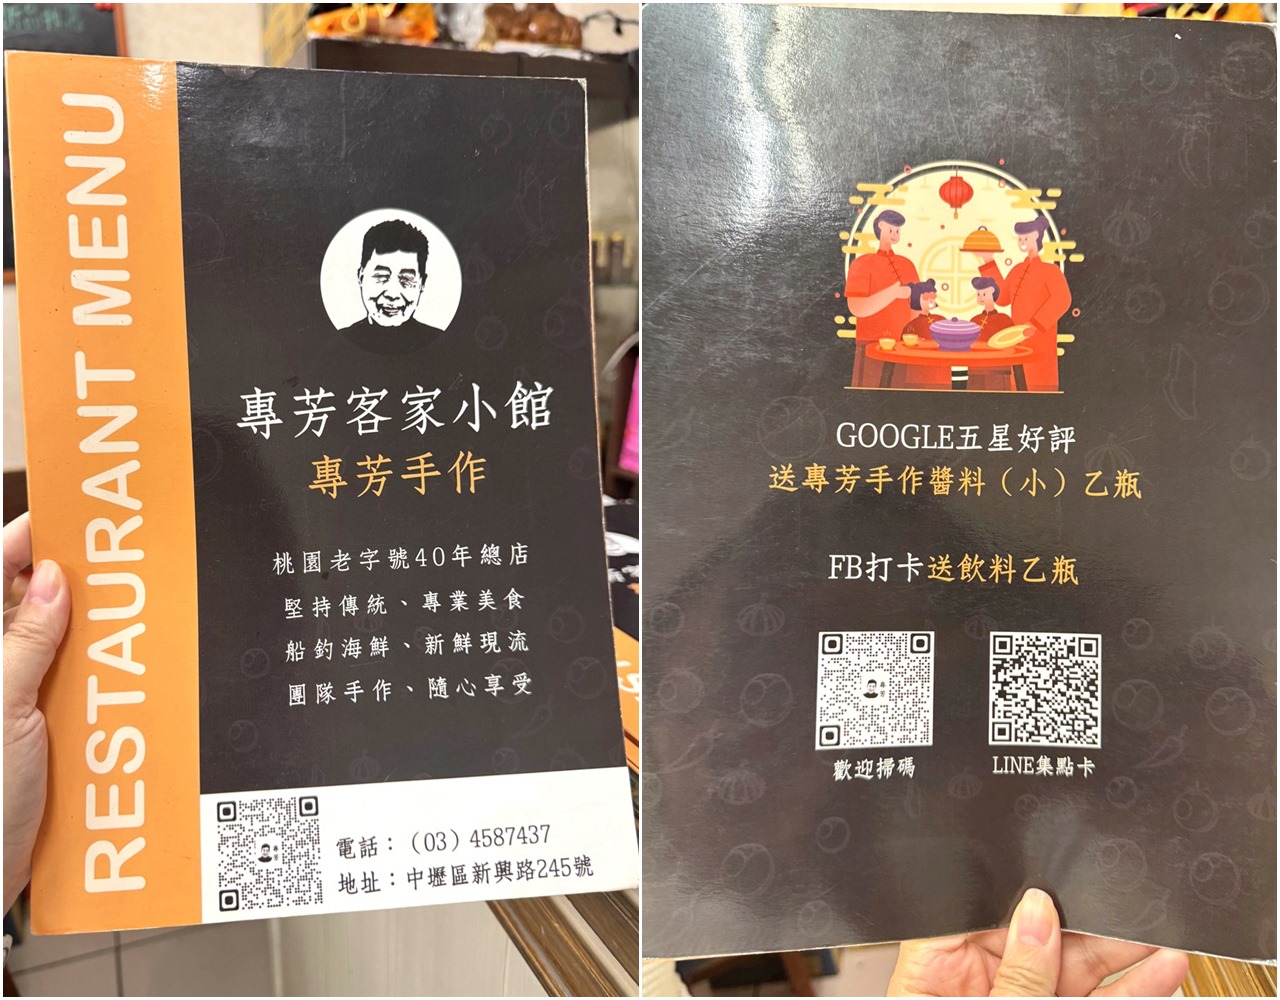 RESTAURANT MENU
專芳客家小館
專芳手作
桃園老字號40年總店
堅持傳統、專業美食
船釣海鮮、新鮮現流
團隊手作、隨心享受
電話：（03）4587437
地址：中壢區新興路245號
GOOGLE五星好評
送專芳手作醬料（小）乙瓶
FB打卡送飲料乙瓶
歡迎掃碼
LINE集點卡